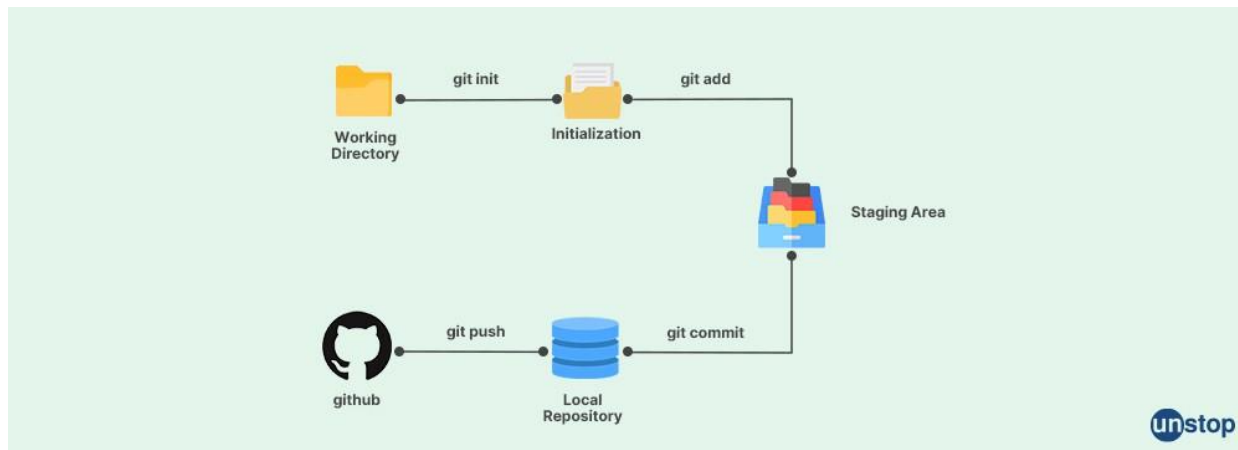 git init
git add
Working
Directory
Initialization
Staging Area
git push
git commit
github
Local
Repository
unstop